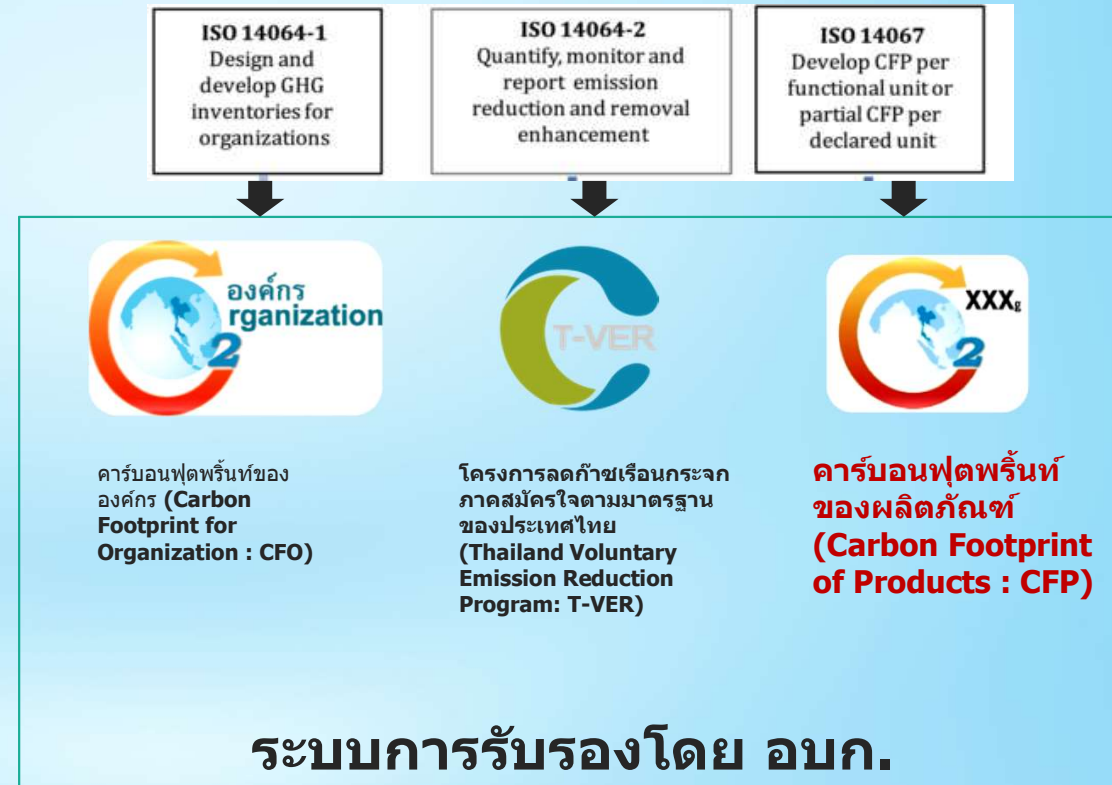 ISO 14064-1
Design and
develop GHG
inventories for
organizations
ISO 14064-2
Quantify, monitor and
report emission
reduction and removal
enhancement
ISO 14067
Develop CFP per
functional unit or
partial CFP per
declared unit
องค์กร
rganization
2
T-VER
XXXg
2
คาร์บอนฟุตพริ้นท์ของ
องค์กร (Carbon
Footprint for
Organization : CFO)
โครงการลดก๊าซเรือนกระจก
ภาคสมัครใจตามมาตรฐาน
ของประเทศไทย
(Thailand Voluntary
Emission Reduction
Program: T-VER)
คาร์บอนฟุตพริ้นท์
ของผลิตภัณฑ์
(Carbon Footprint
of Products : CFP)
ระบบการรับรองโดย อบก.